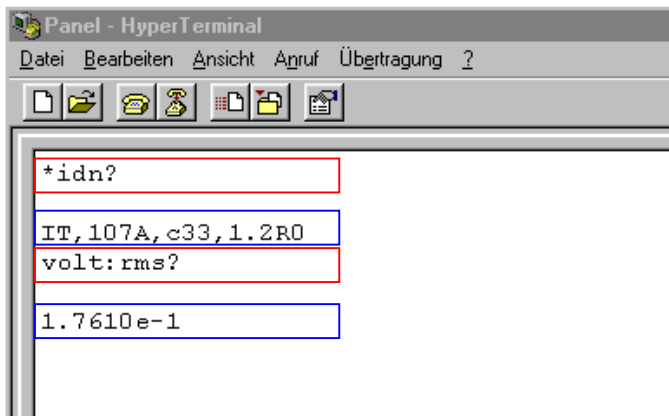 Panel - HyperTerminal
Datei Bearbeiten Ansicht Anruf Übertragung ?
*idn?
IT,107A,c33,1.2R0
volt:rms?
1.7610e-1